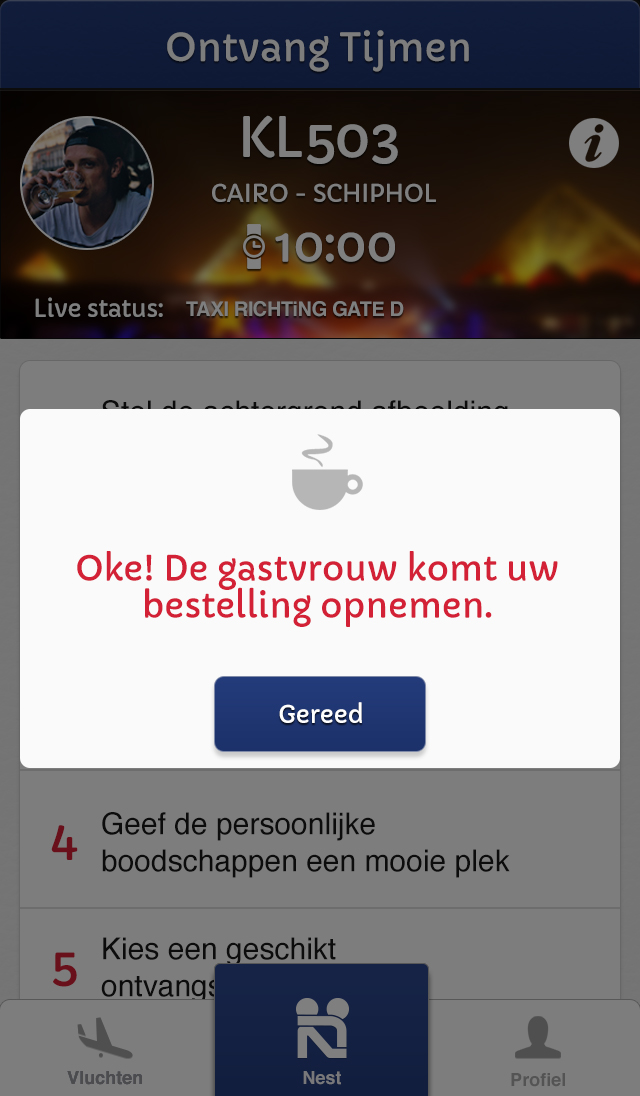 Ontvang Tijmen
KL503
CAIRO - SCHIPHOL
10:00
Live status: TAXI RICHTiNG GATE D
Stel de achtergrond afbeelding
Oke! De gastvrouw komt uw
bestelling opnemen.
Gereed
4 Geef de persoonlijke
boodschappen een mooie plek
5 Kies een geschikt
Vluchten
Nest
Profiel